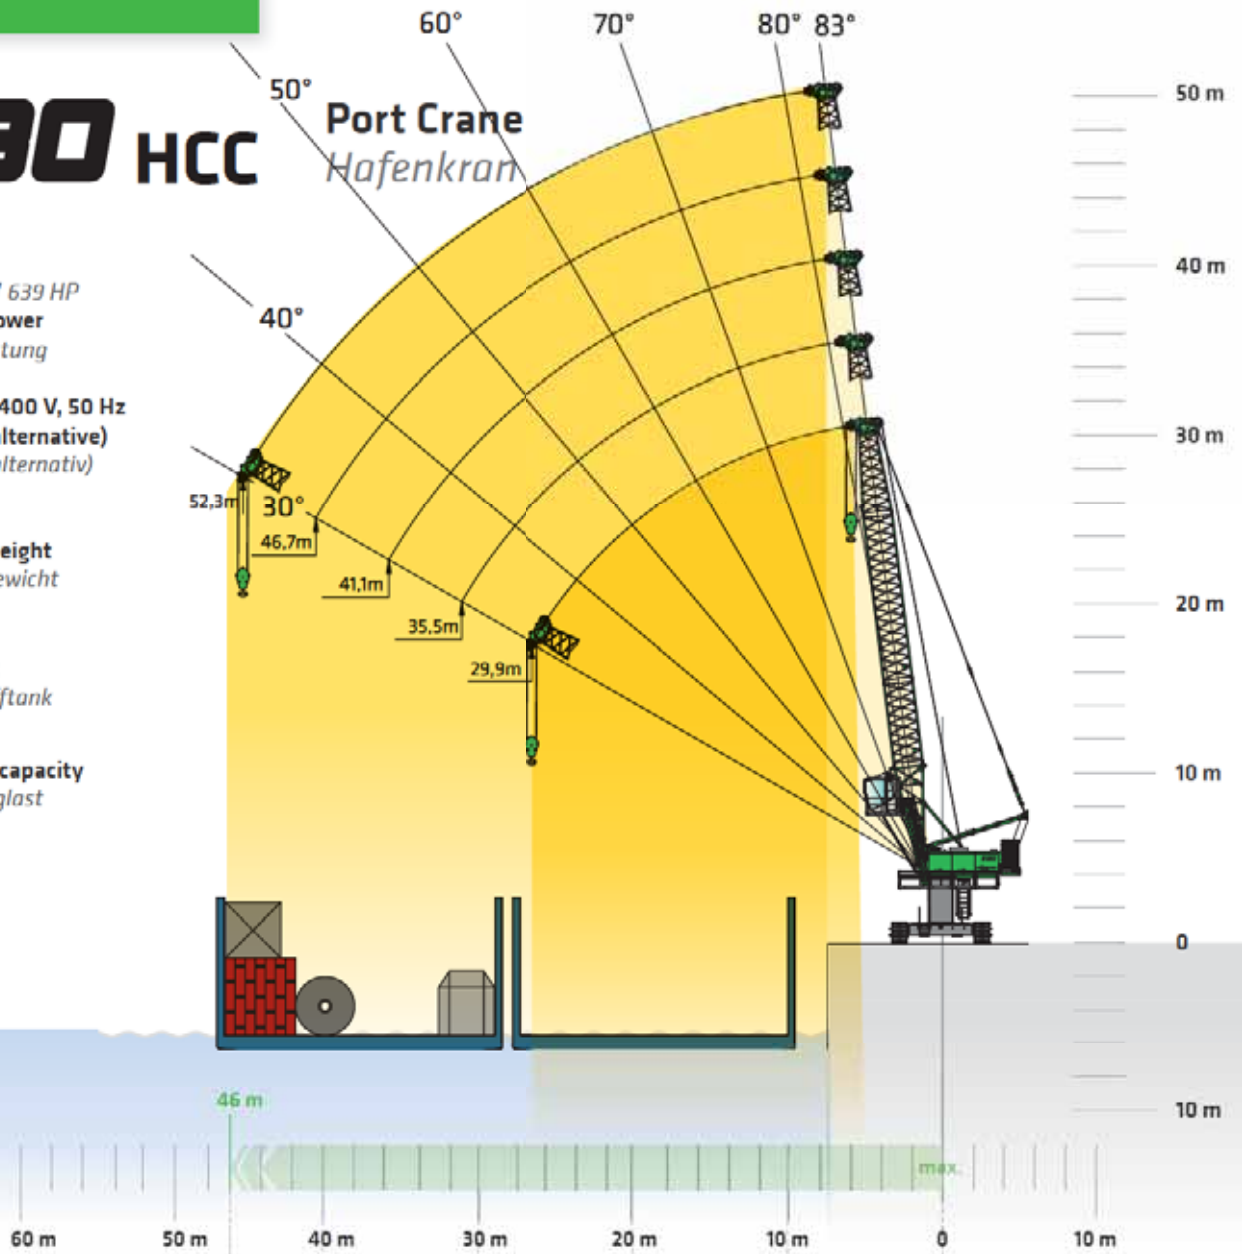 60°
70°
80° 83°
50°
30 HCC
Port Crane
Hafenkran
639 HP
ower
tung
400 V, 50 Hz
alternative)
alternativ)
eight
ewicht
ftank
capacity
glast
40°
30°
52,3m
46,7m
41,1m
35,5m
29,9m
50 m
40 m
30 m
20 m
10 m
0
10 m
46 m
max.
60 m
50 m
40 m
30 m
20 m
10 m
0
10 m